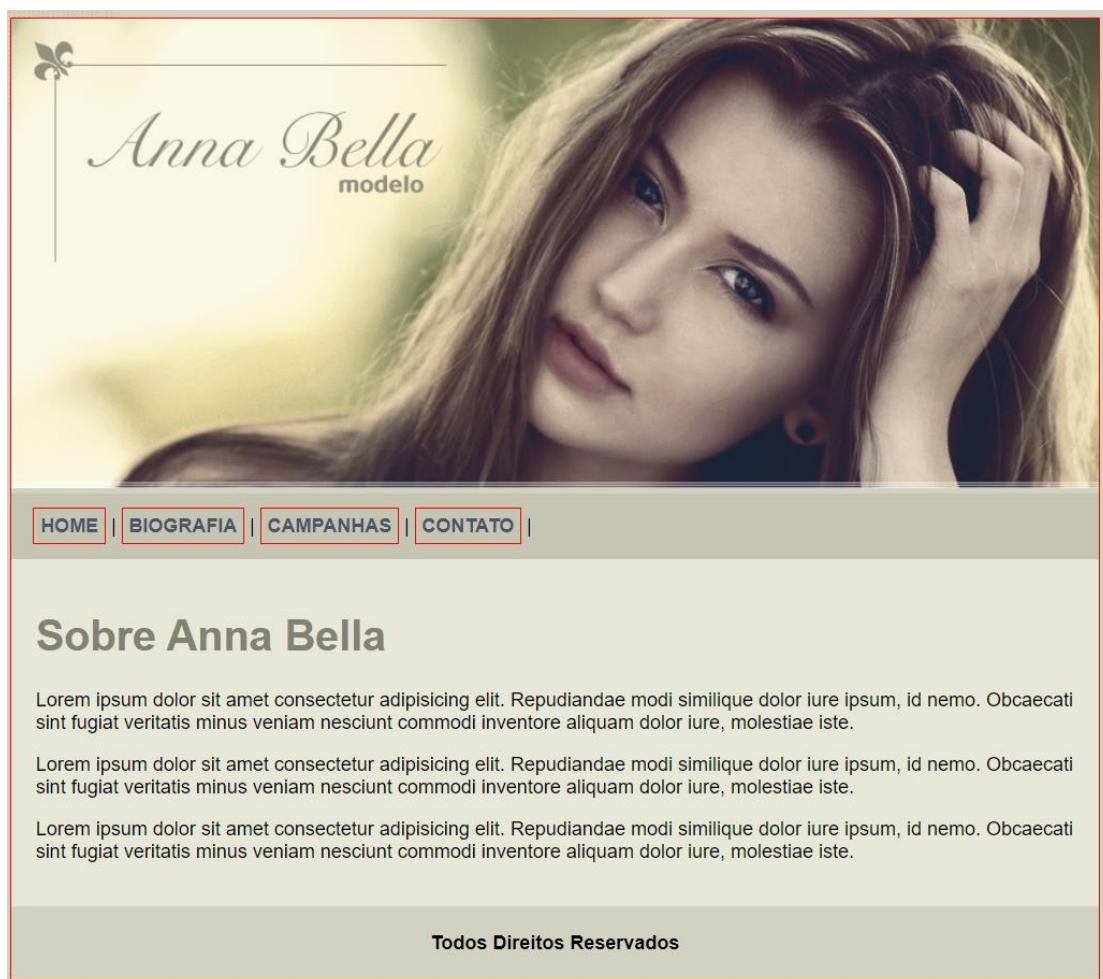 Anna Bella
modelo
HOME | BIOGRAFIA | CAMPANHAS | CONTATO |
Sobre Anna Bella
Lorem ipsum dolor sit amet consectetur adipisicing elit. Repudiandae modi similique dolor iure ipsum, id nemo. Obcaecati
sint fugiat veritatis minus veniam nesciunt commodi inventore aliquam dolor iure, molestiae iste.
Lorem ipsum dolor sit amet consectetur adipisicing elit. Repudiandae modi similique dolor iure ipsum, id nemo. Obcaecati
sint fugiat veritatis minus veniam nesciunt commodi inventore aliquam dolor iure, molestiae iste.
Lorem ipsum dolor sit amet consectetur adipisicing elit. Repudiandae modi similique dolor iure ipsum, id nemo. Obcaecati
sint fugiat veritatis minus veniam nesciunt commodi inventore aliquam dolor iure, molestiae iste.
Todos Direitos Reservados